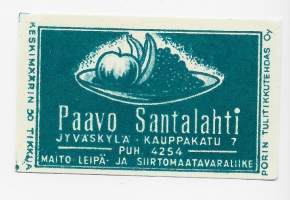 KESKIMÄÄRIN 50 TIKKUA
Paavo Santalahti
JYVÄSKYLÄ · KAUPPAKATU 7
PUH. 4254
MAITO- LEIPÄ- JA SIIRTOMAATAVARALIIKE
PORIN TULITIKKUTEHDAS Oy